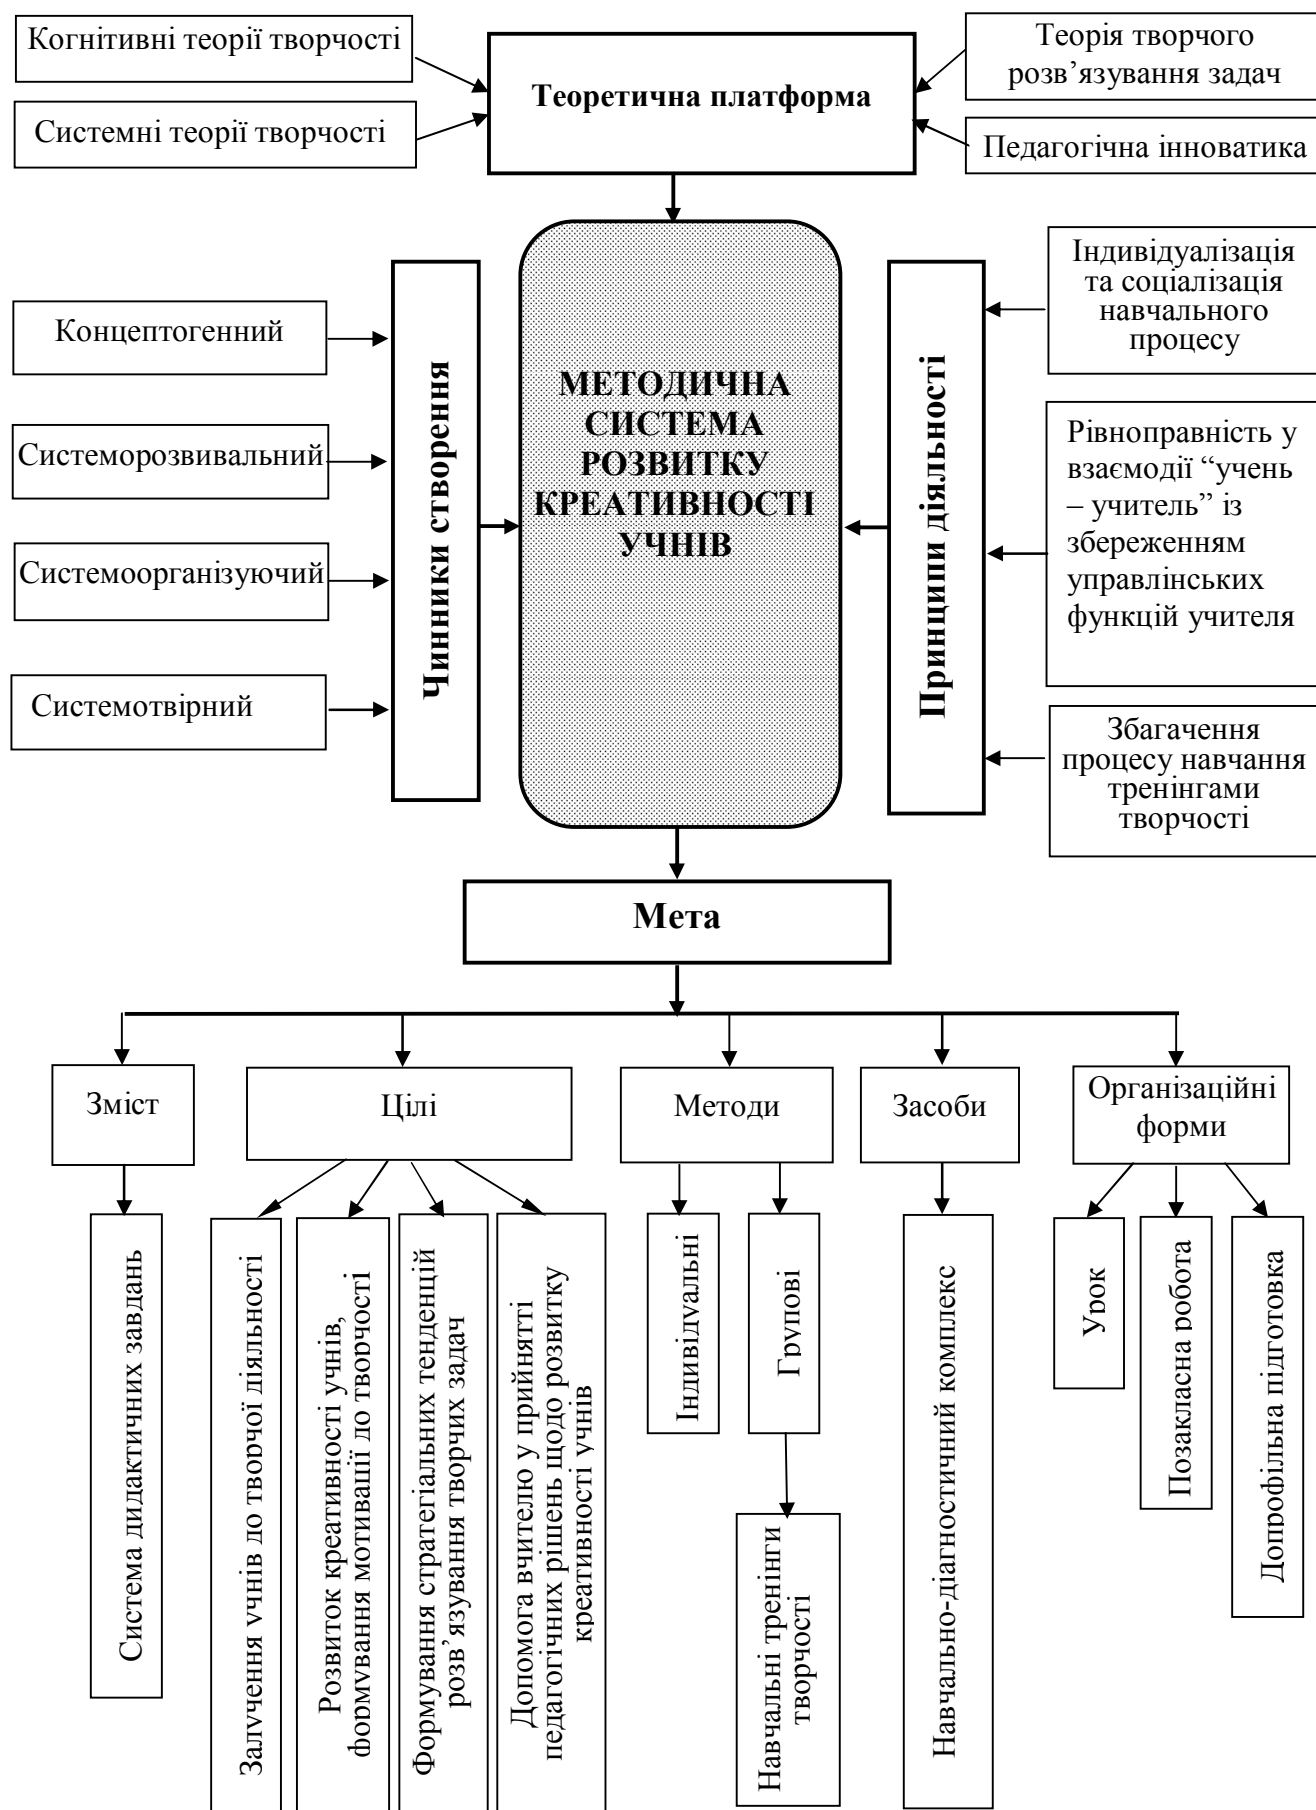 Когнітивні теорії творчості
Системні теорії творчості
Теоретична платформа
Теорія творчого
розв’язування задач
Педагогічна інноватика
Концептогенний
Системорозвивальний
Системоорганізуючий
Системотвірний
Чинники створення
МЕТОДИЧНА
СИСТЕМА
РОЗВИТКУ
КРЕАТИВНОСТІ
УЧНІВ
Принципи діяльності
Індивідуалізація
та соціалізація
навчального
процесу
Рівноправність у
взаємодії “учень
– учитель” із
збереженням
управлінських
функцій учителя
Збагачення
процесу навчання
тренінгами
творчості
Мета
Зміст
Цілі
Методи
Засоби
Організаційні
форми
Система дидактичних завдань
Залучення учнів до творчої діяльності
Розвиток креативності учнів,
формування мотивації до творчості
Формування стратегіальних тенденцій
розв’язування творчих задач
Допомога вчителю у прийнятті
педагогічних рішень щодо розвитку
креативності учнів
Індивідуальні
Групові
Навчальні тренінги
творчості
Навчально-діагностичний комплекс
Урок
Позакласна робота
Допрофільна підготовка